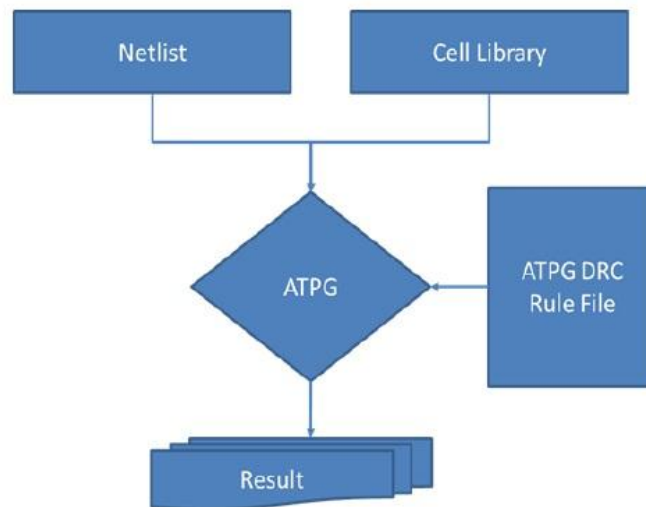 Netlist
Cell Library
ATPG
ATPG DRC
Rule File
Result